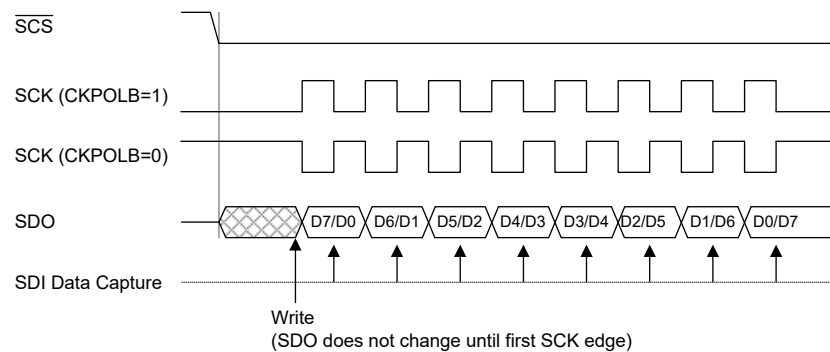 SCS
SCK (CKPOLB=1)
SCK (CKPOLB=0)
SDO D7/D0 D6/D1 D5/D2 D4/D3 D3/D4 D2/D5 D1/D6 D0/D7
SDI Data Capture
Write
(SDO does not change until first SCK edge)